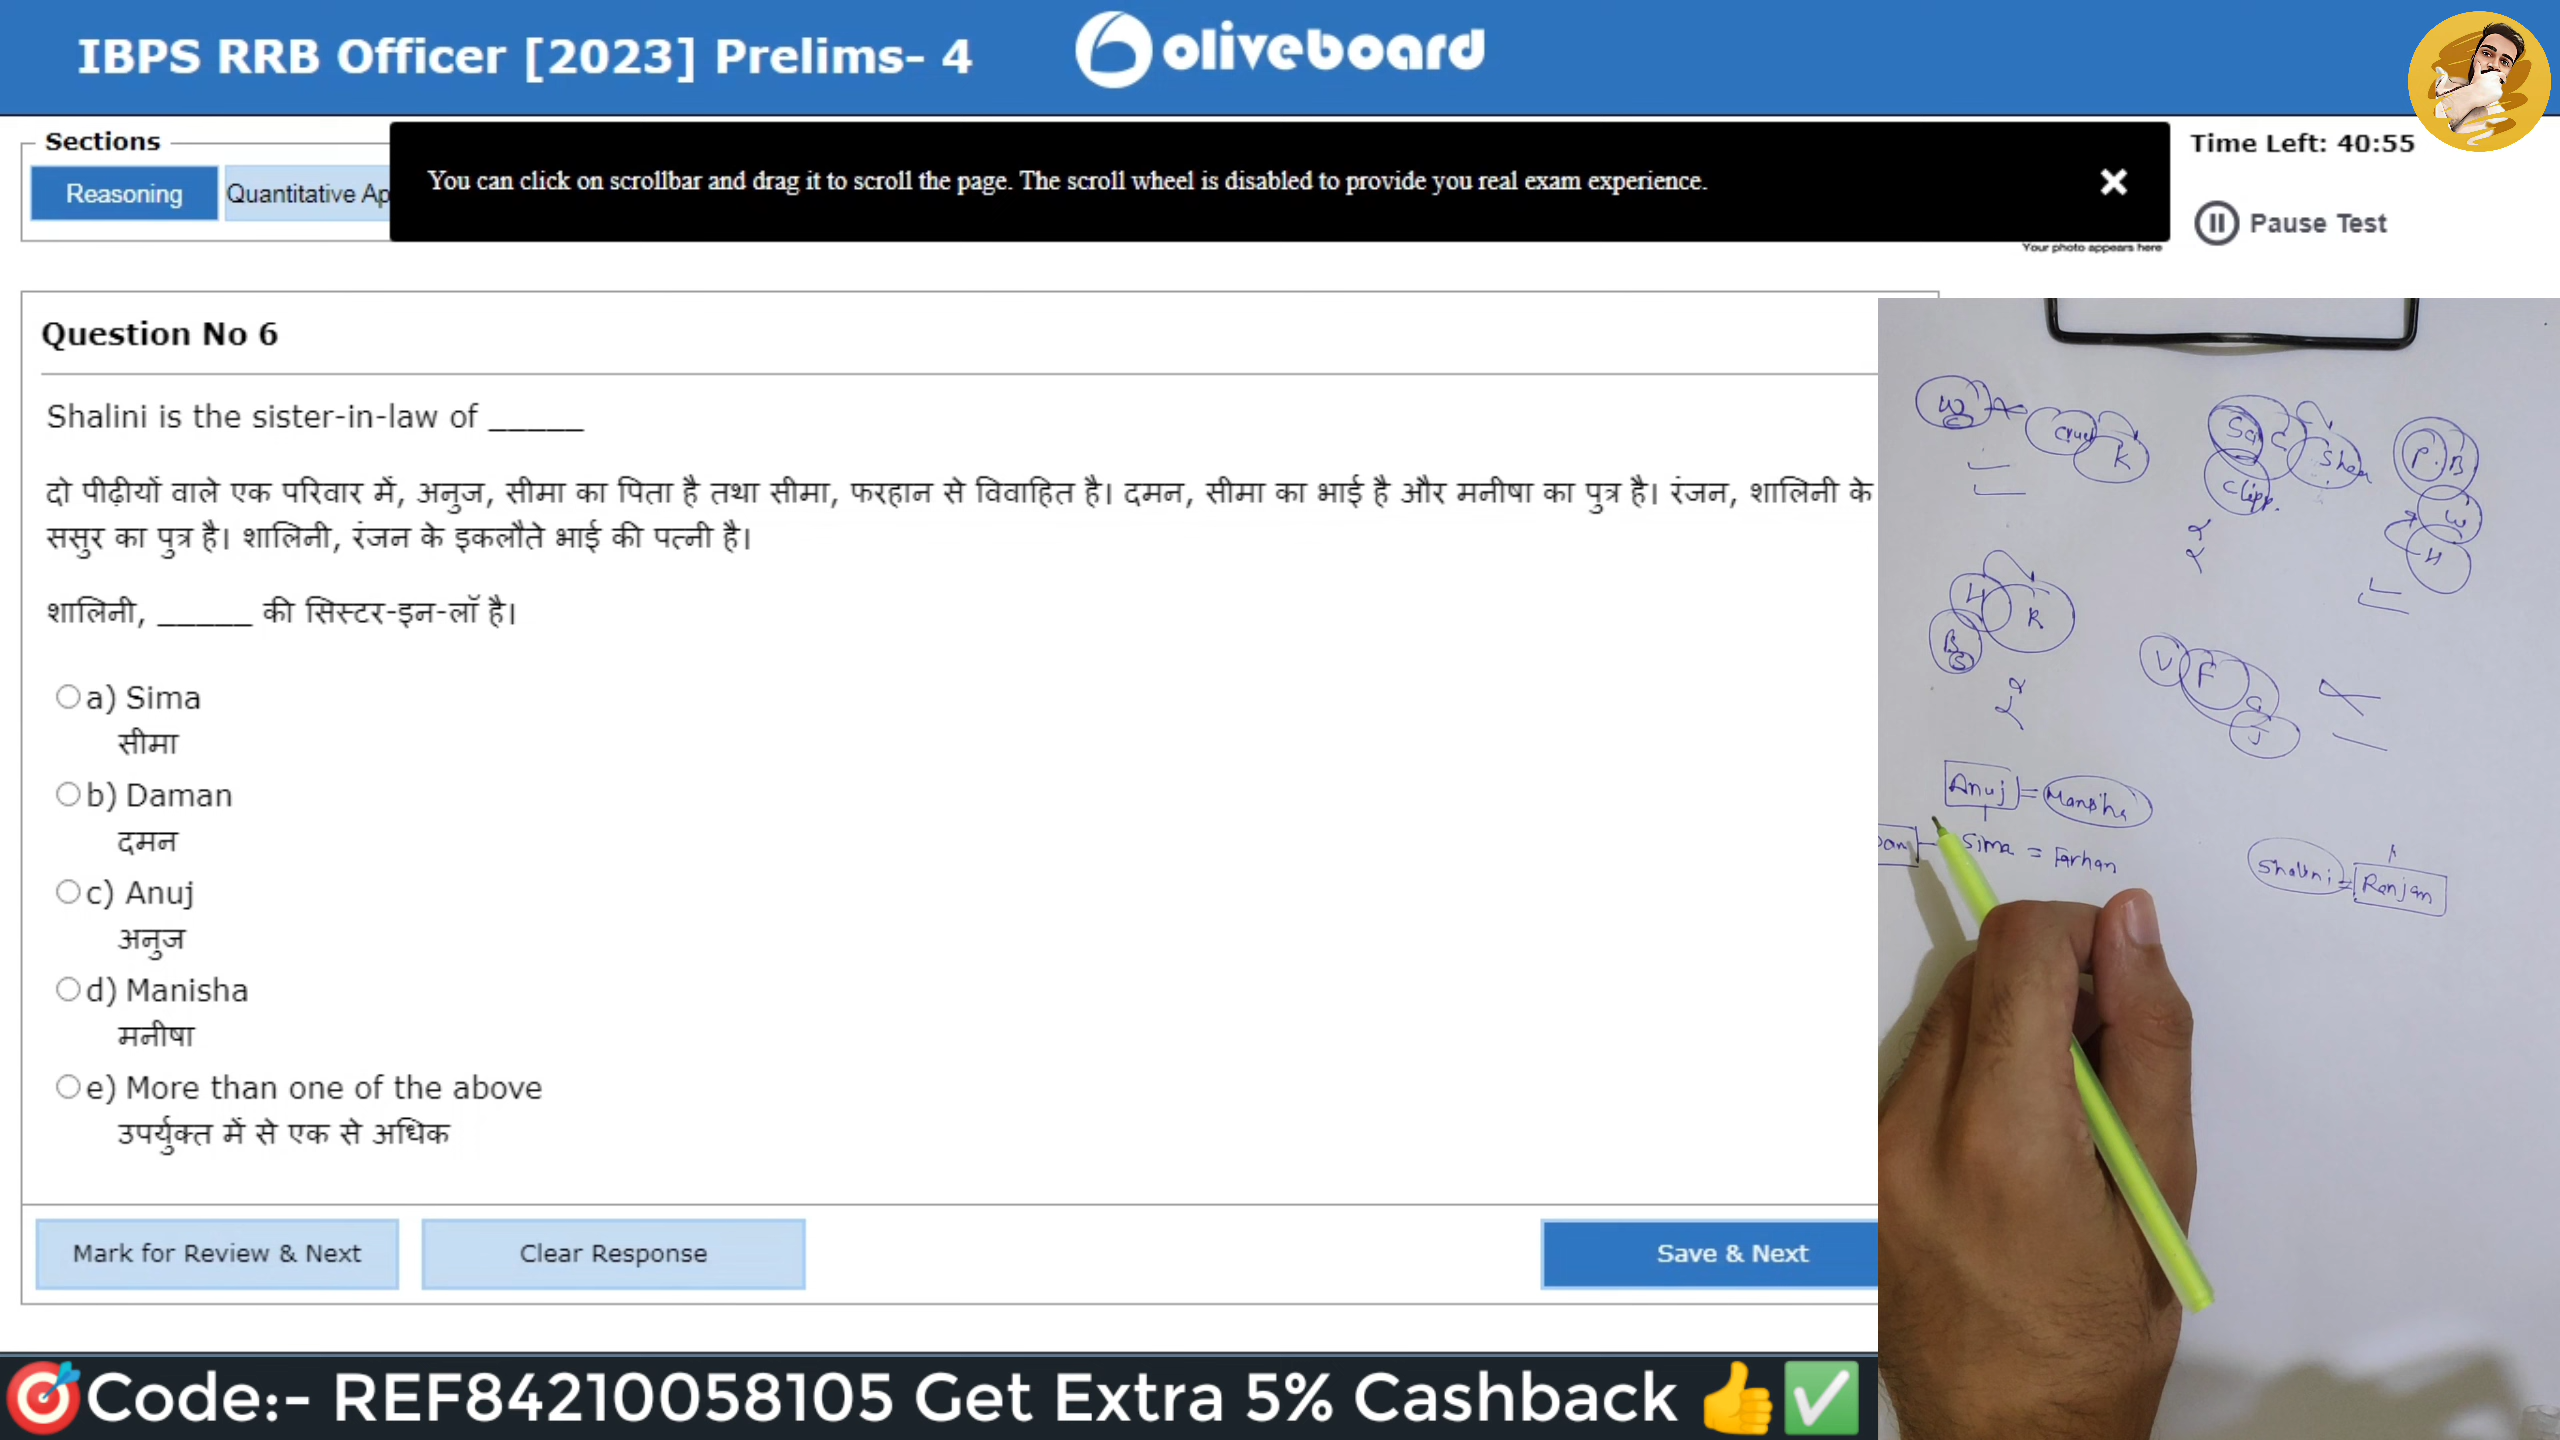 IBPS RRB Officer [2023] Prelims- 4
oliveboard
Sections
Reasoning
Quantitative Ap
You can click on scrollbar and drag it to scroll the page. The scroll wheel is disabled to provide you real exam experience.
Time Left: 40:55
Pause Test
Your photo appears here
Question No 6
Shalini is the sister-in-law of _____
दो पीढ़ीयों वाले एक परिवार में, अनुज, सीमा का पिता है तथा सीमा, फरहान से विवाहित है। दमन, सीमा का भाई है और मनीषा का पुत्र है। रंजन, शालिनी के
ससुर का पुत्र है। शालिनी, रंजन के इकलौते भाई की पत्नी है।
शालिनी, _____ की सिस्टर-इन-लॉ है।
a) Sima
सीमा
b) Daman
दमन
c) Anuj
अनुज
d) Manisha
मनीषा
e) More than one of the above
उपर्युक्त में से एक से अधिक
Mark for Review & Next
Clear Response
Save & Next
Code:- REF84210058105 Get Extra 5% Cashback
W
C
Crud
K
C
P
B
W
H
H
R
B
V
F
G
J
Anuj = Manisha
Sima = Farhan
Shalini = Ranjan